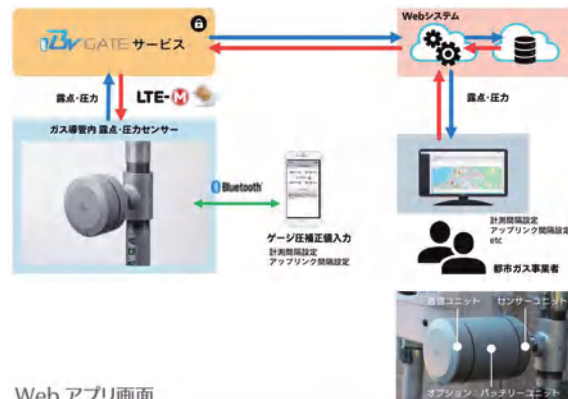 GATE サービス
Webシステム
露点・圧力
LTE-M
露点・圧力
ガス導管内 露点・圧力センサー
Bluetooth
ゲージ圧補正値入力
計測間隔設定
アップリンク間隔設定
計測間隔設定
アップリンク間隔設定
etc
都市ガス事業者
通信ユニット
センサーユニット
オプション:バッテリーユニット
Web アプリ画面